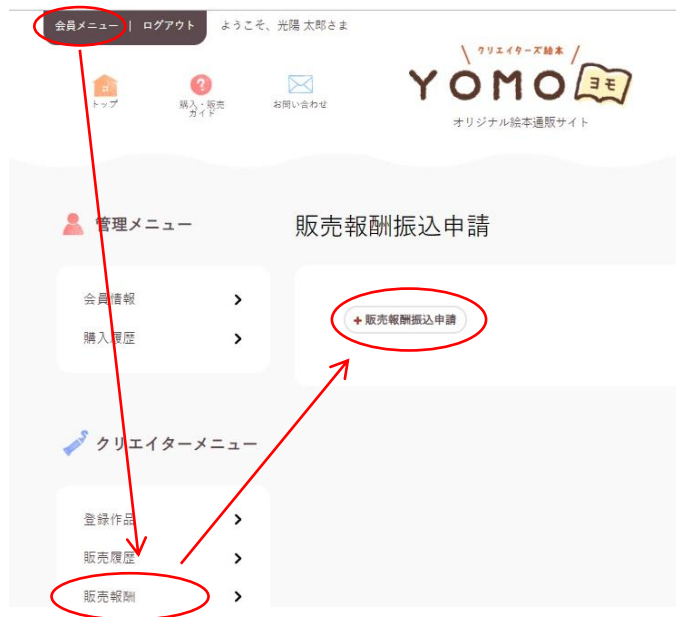 会員メニュー | ログアウト ようこそ、光陽 太郎さま
\ クリエイターズ絵本 /
YOMO ヨモ
オリジナル絵本通販サイト
トップ
購入・販売
ガイド
お問い合わせ
管理メニュー
会員情報
購入履歴
クリエイターメニュー
登録作品
販売履歴
販売報酬
販売報酬振込申請
+ 販売報酬振込申請